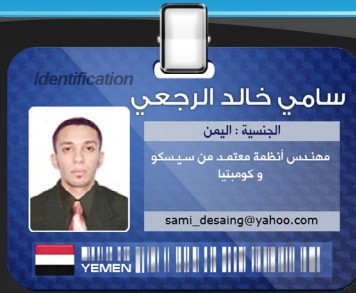 Identification
سامي خالد الرجعي
الجنسية : اليمن
مهندس أنظمة معتمد من سيسكو
و كومبتيا
sami_desaing@yahoo.com
YEMEN